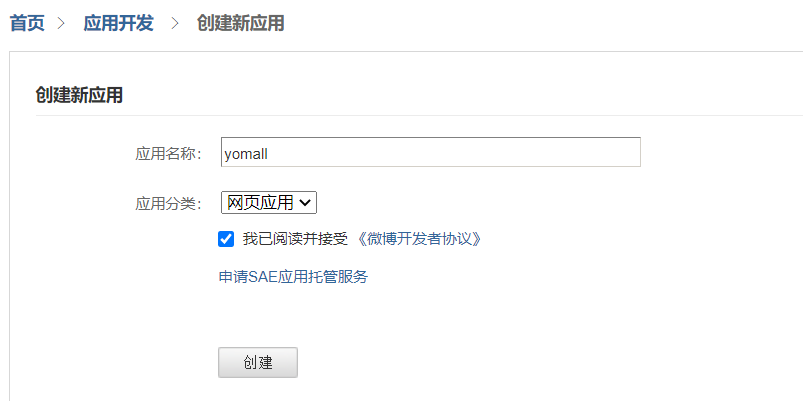 首页 > 应用开发 > 创建新应用
创建新应用
应用名称： yomall
应用分类： 网页应用
我已阅读并接受 《微博开发者协议》
申请SAE应用托管服务
创建